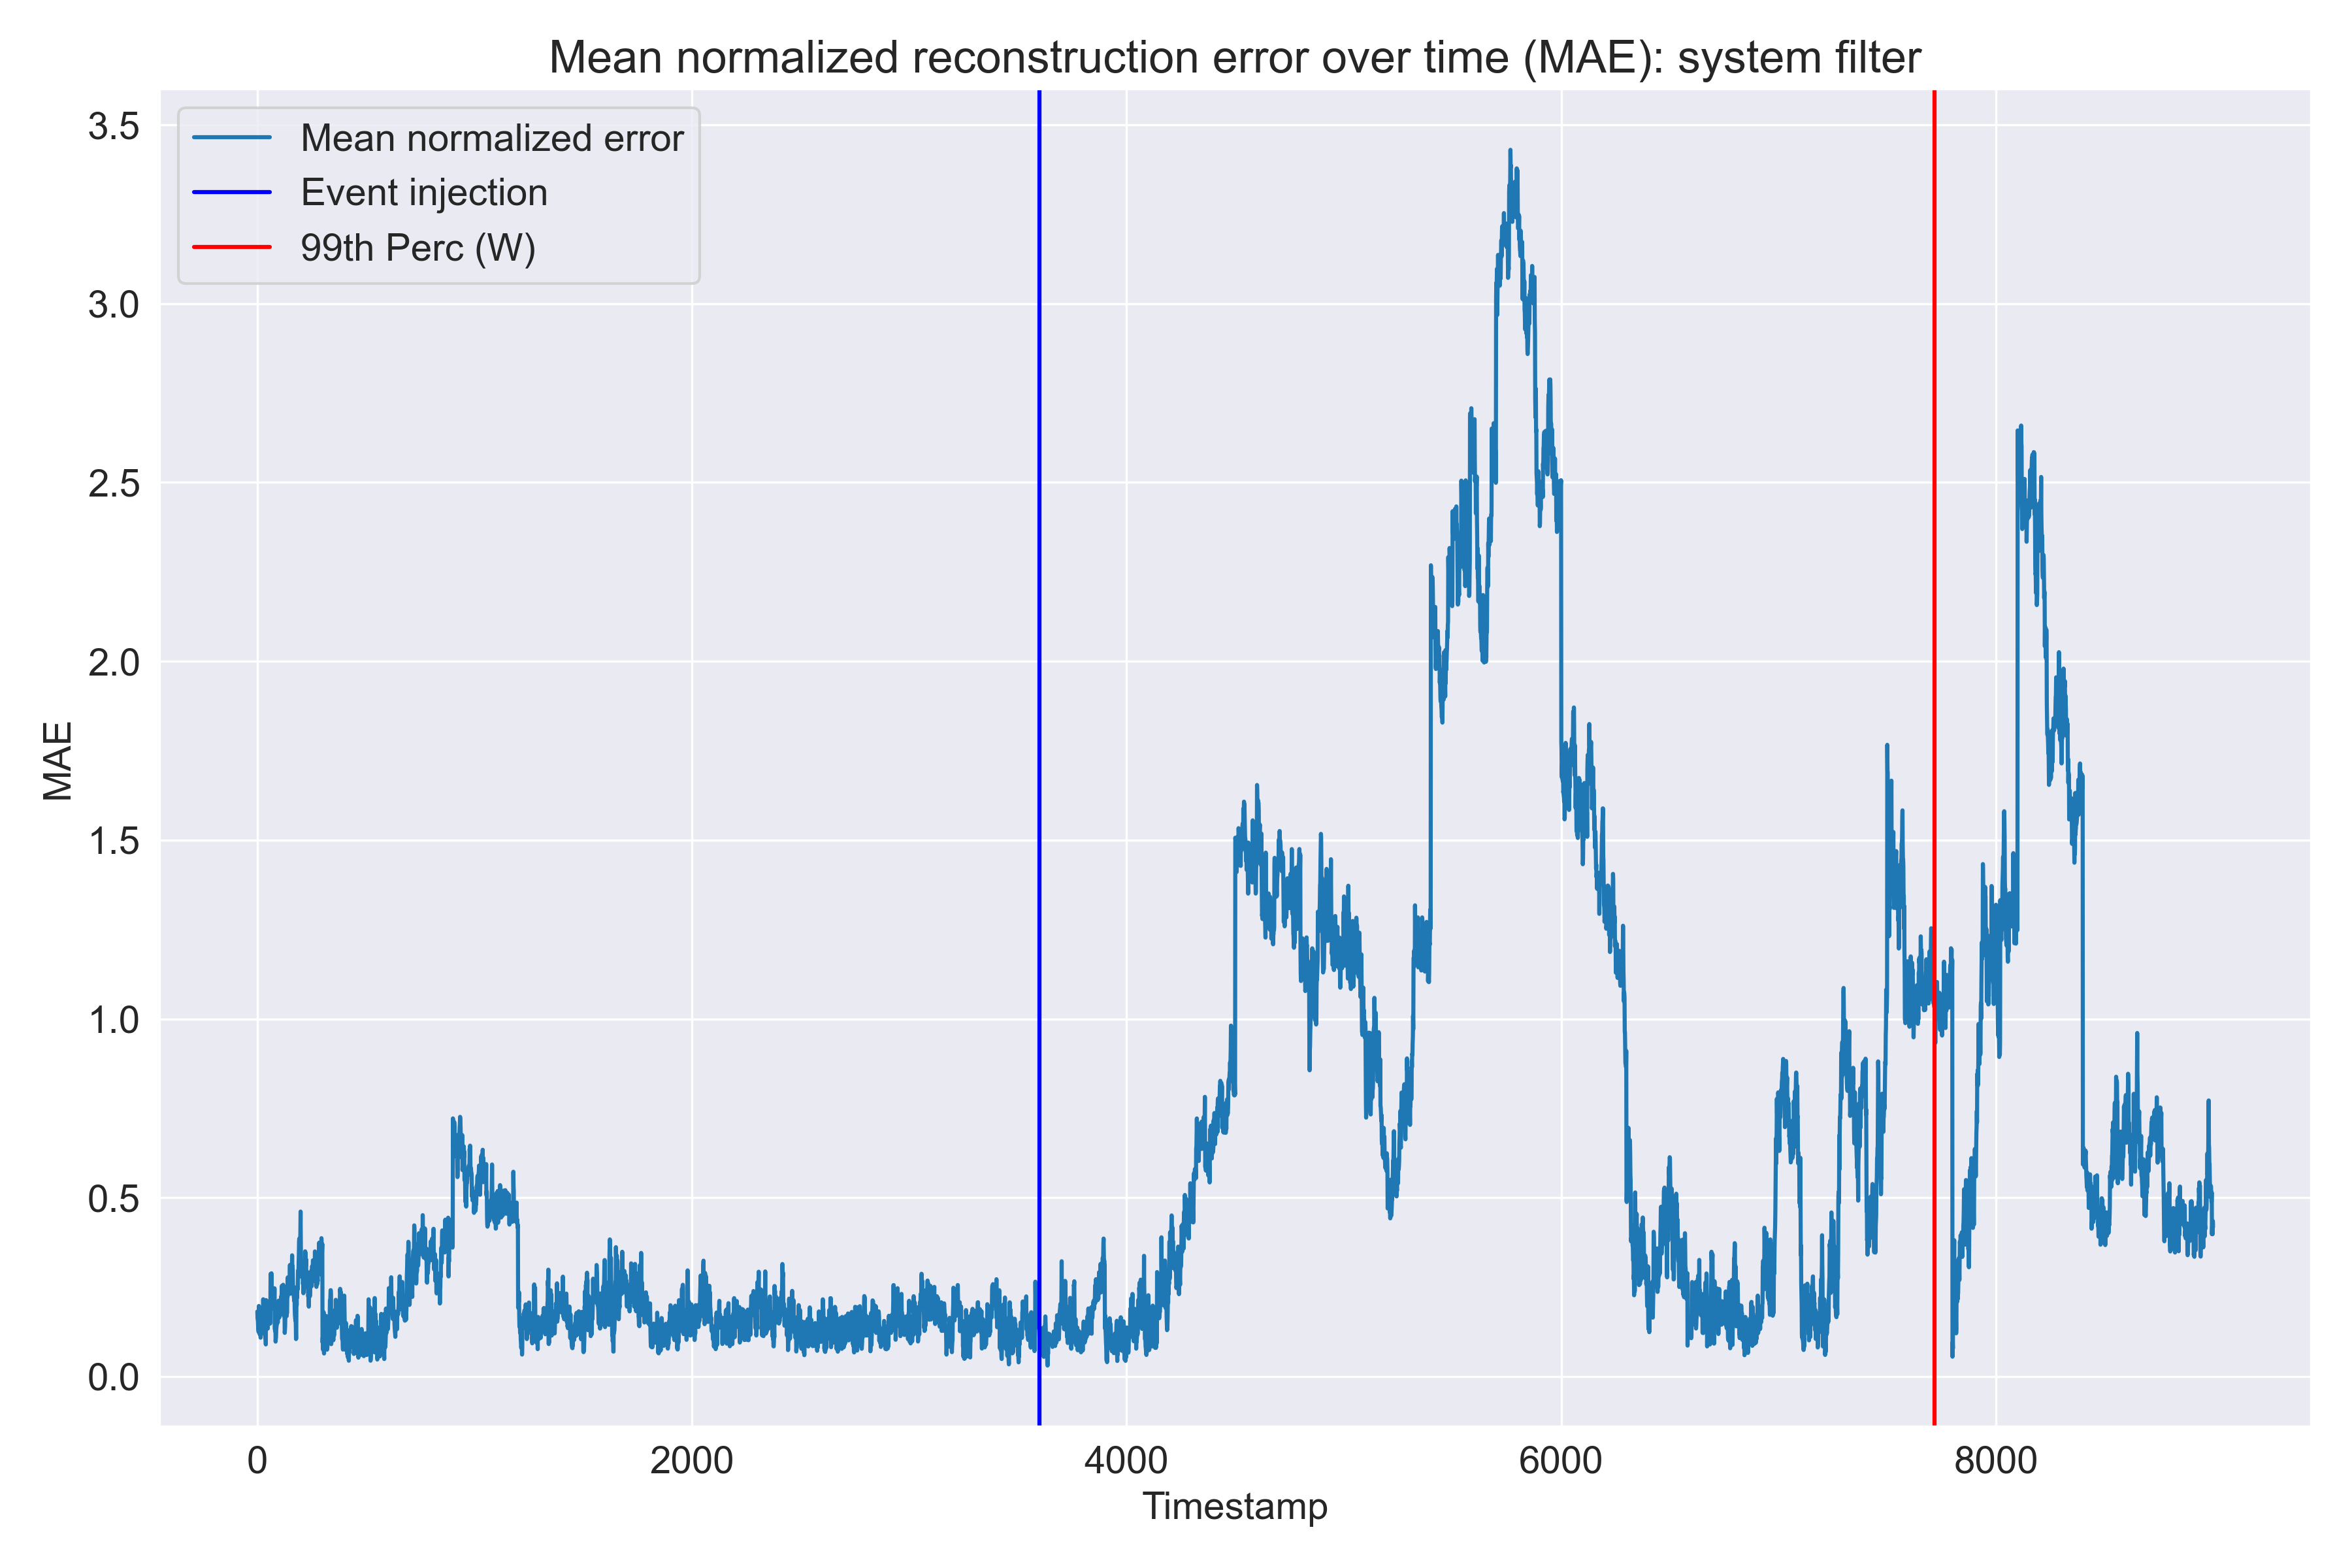 Mean normalized reconstruction error over time (MAE): system filter
Mean normalized error
Event injection
99th Perc (W)
3.5
3.0
2.5
2.0
1.5
1.0
0.5
0.0
MAE
0 2000 4000 6000 8000
Timestamp